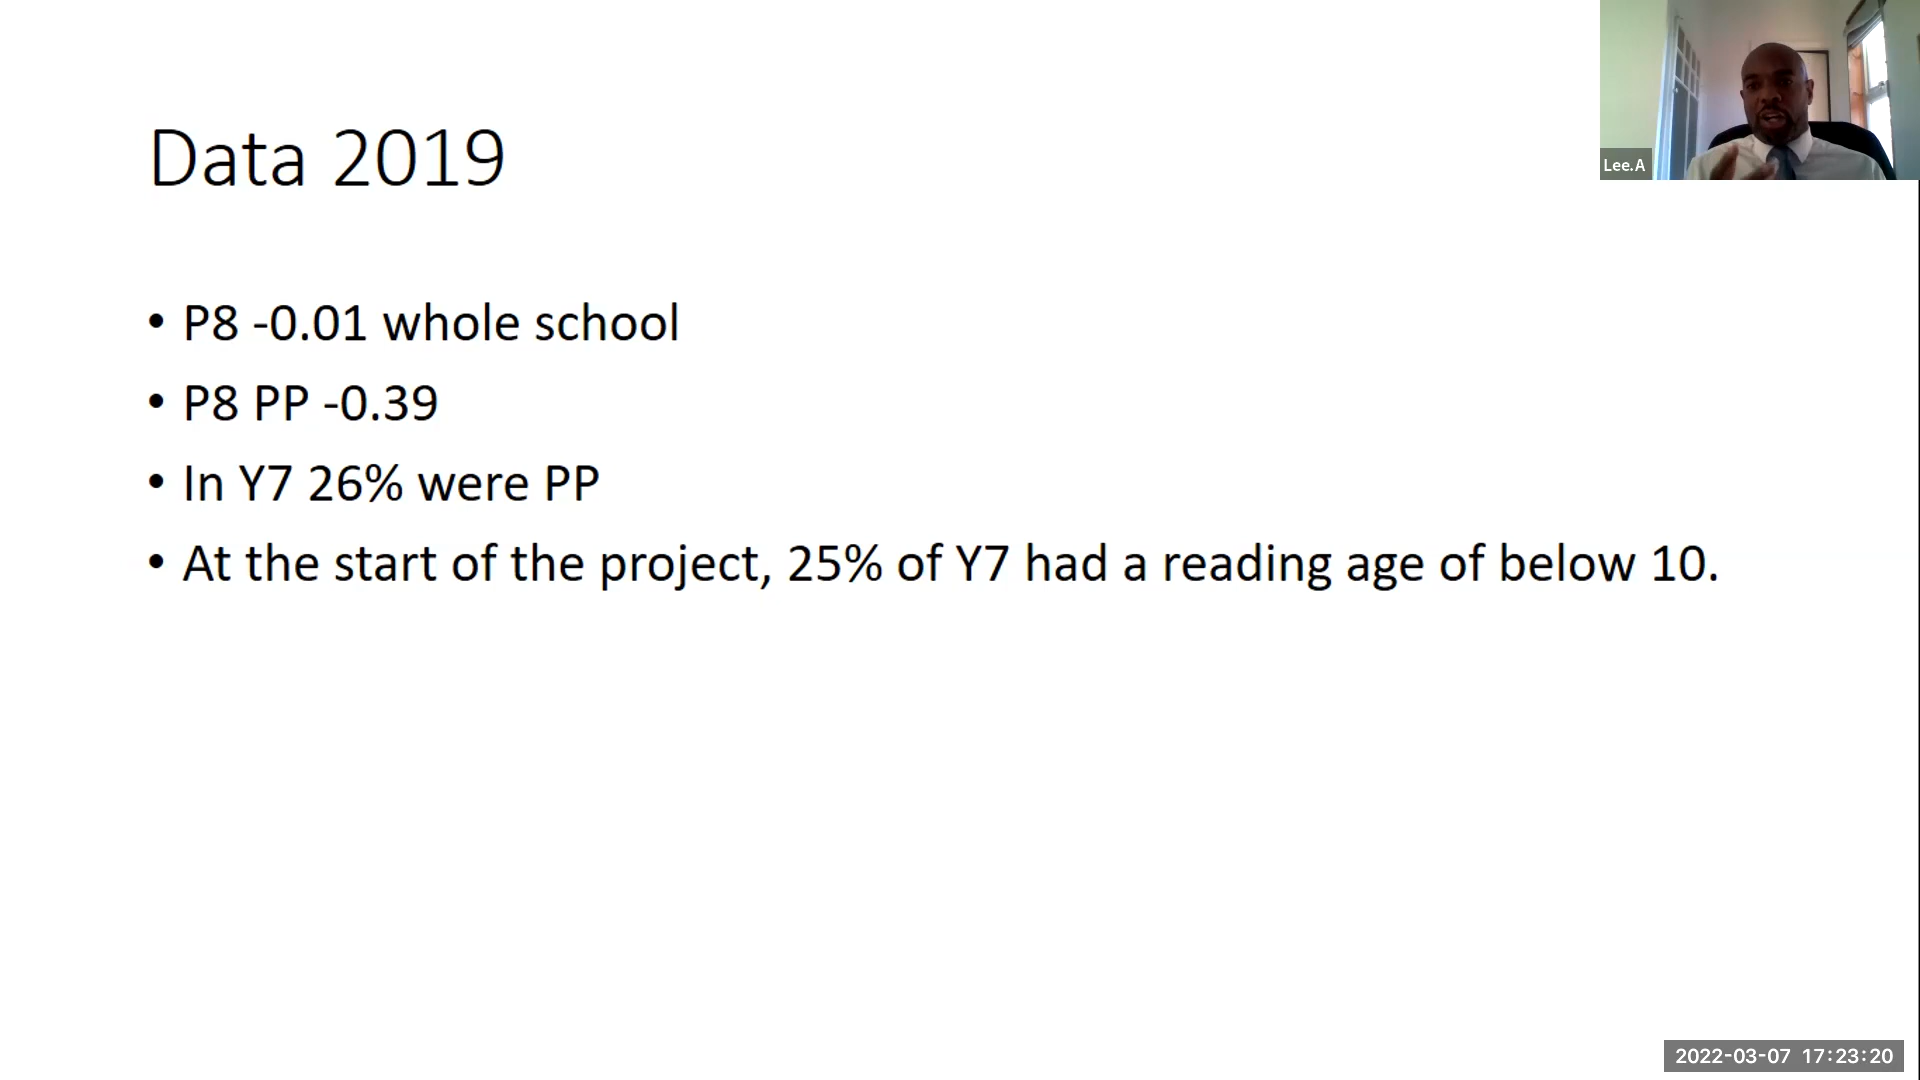 Data 2019
• P8 -0.01 whole school
• P8 PP -0.39
• In Y7 26% were PP
• At the start of the project, 25% of Y7 had a reading age of below 10.
Lee.A
2022-03-07 17:23:20